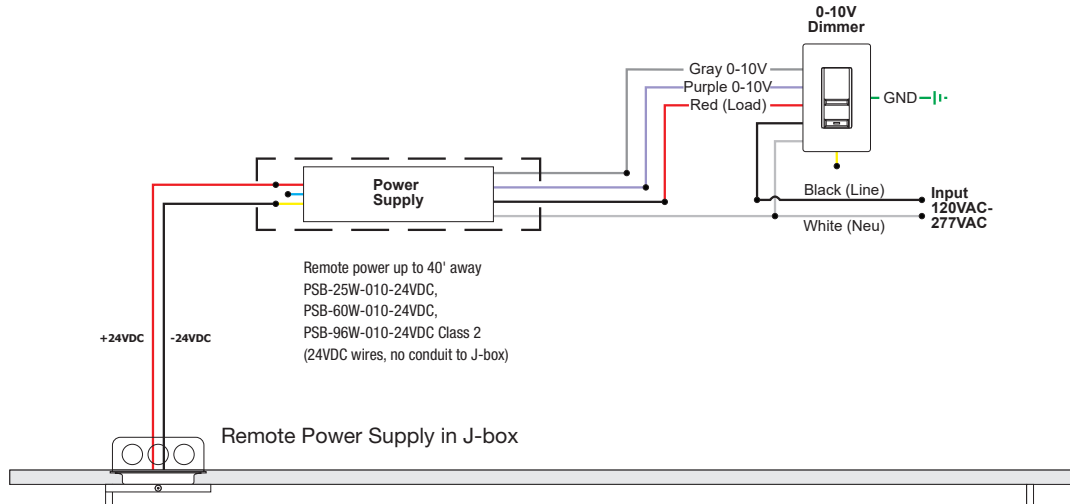 0-10V
Dimmer
Gray 0-10V
Purple 0-10V
Red (Load)
GND
Power
Supply
Black (Line)
White (Neu)
Input
120VAC-
277VAC
Remote power up to 40' away
PSB-25W-010-24VDC,
PSB-60W-010-24VDC,
PSB-96W-010-24VDC Class 2
(24VDC wires, no conduit to J-box)
+24VDC
-24VDC
Remote Power Supply in J-box